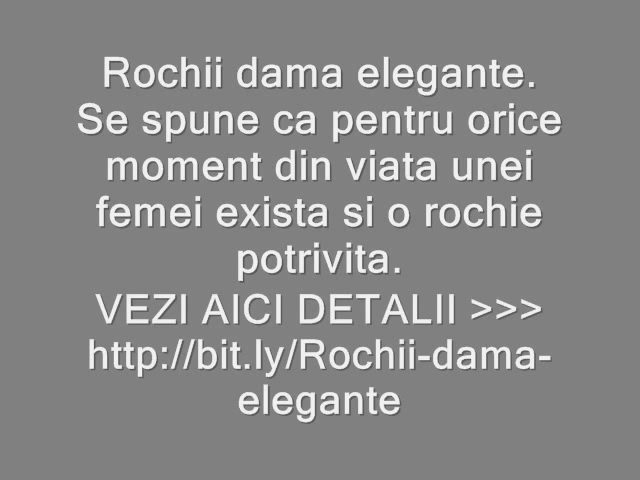 Rochii dama elegante.
Se spune ca pentru orice
moment din viata unei
femei exista si o rochie
potrivita.
VEZI AICI DETALII >>>
http://bit.ly/Rochii-dama-
elegante